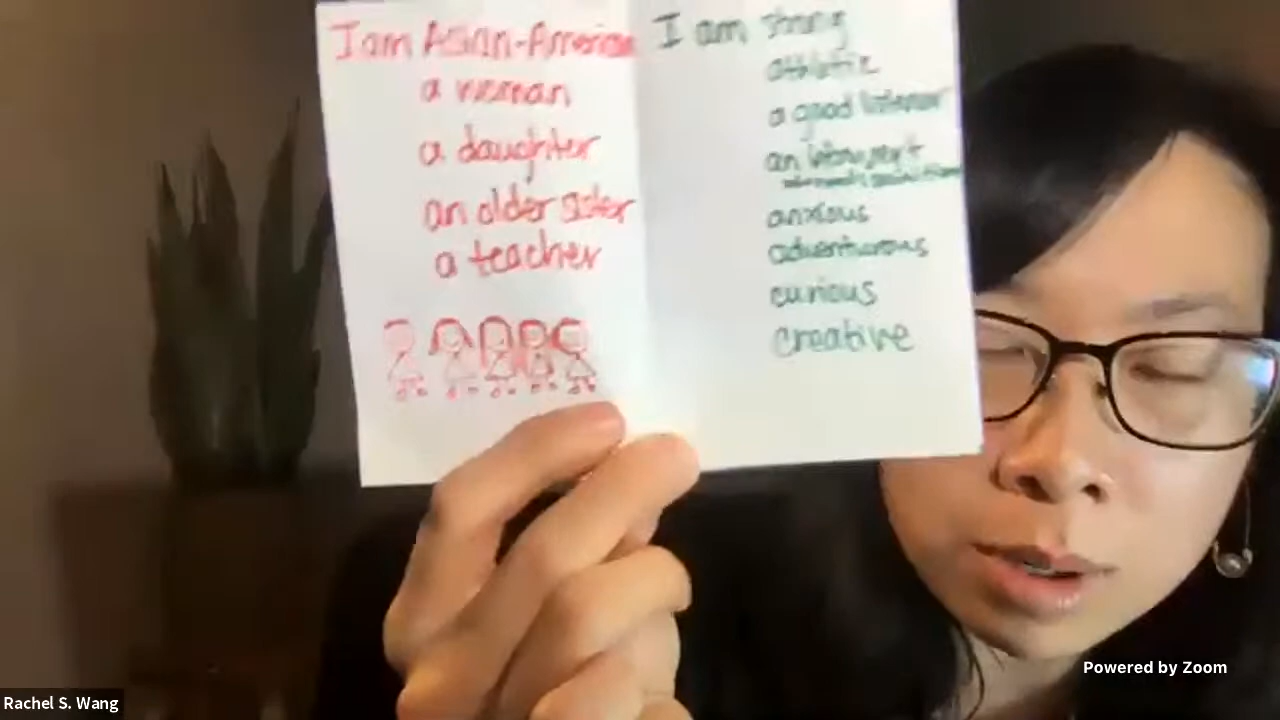 I am Asian-American
a woman
a daughter
an older sister
a teacher
I am strong
athletic
a good listener
an introvert
anxious
adventurous
curious
creative
Powered by Zoom
Rachel S. Wang